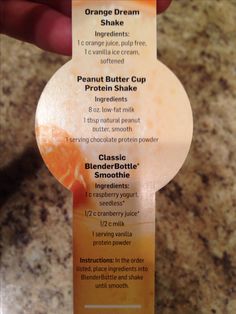 Orange Dream
Shake
Ingredients:
1 c orange juice, pulp free,
1 c vanilla ice cream,
softened
Peanut Butter Cup
Protein Shake
Ingredients
8 oz. low-fat milk
1 tbsp natural peanut
butter, smooth
1 serving chocolate protein powder
Classic
BlenderBottle*
Smoothie
Ingredients:
1 c raspberry yogurt,
seedless*
1/2 c cranberry juice*
1/2 c milk
1 serving vanilla
protein powder
Instructions: In the order
listed, place ingredients into
BlenderBottle and shake
until smooth.